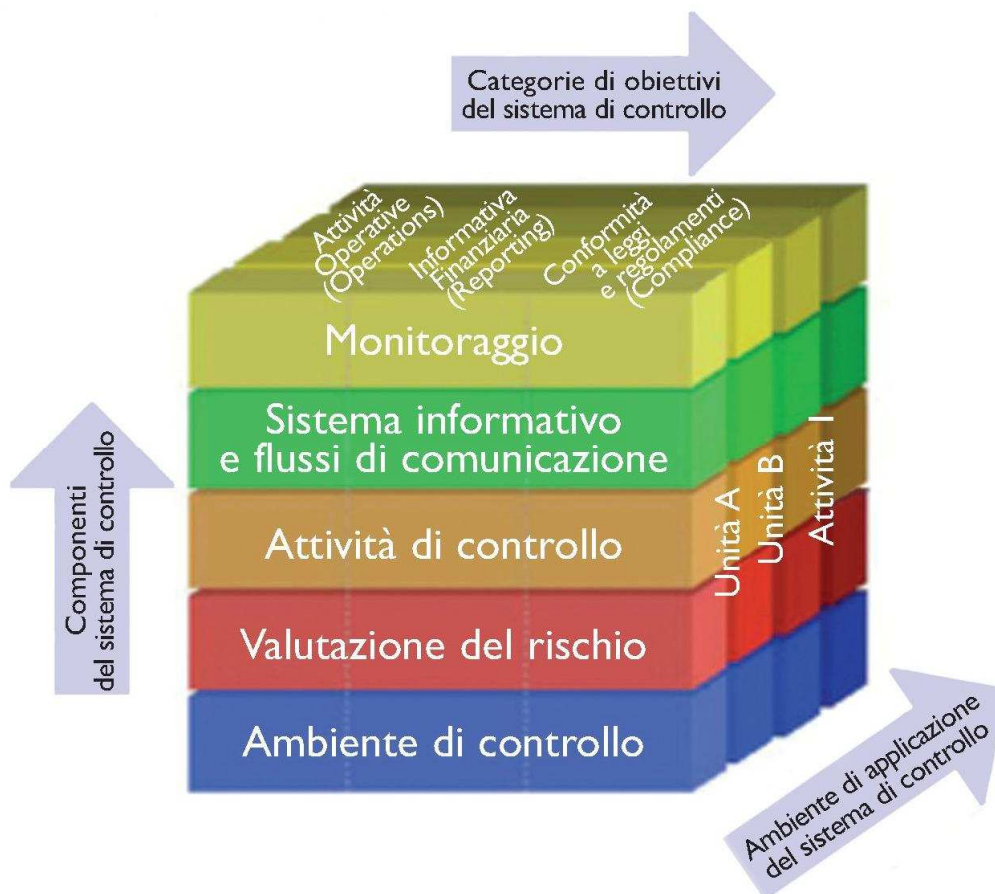 Categorie di obiettivi
del sistema di controllo
Attività
Operative
(Operations)
Informativa
Finanziaria
(Reporting)
Conformità
a leggi
e regolamenti
(Compliance)
Monitoraggio
Sistema informativo
e flussi di comunicazione
Attività di controllo
Valutazione del rischio
Ambiente di controllo
Unità A
Unità B
Attività 1
Componenti
del sistema di controllo
Ambiente di applicazione
del sistema di controllo